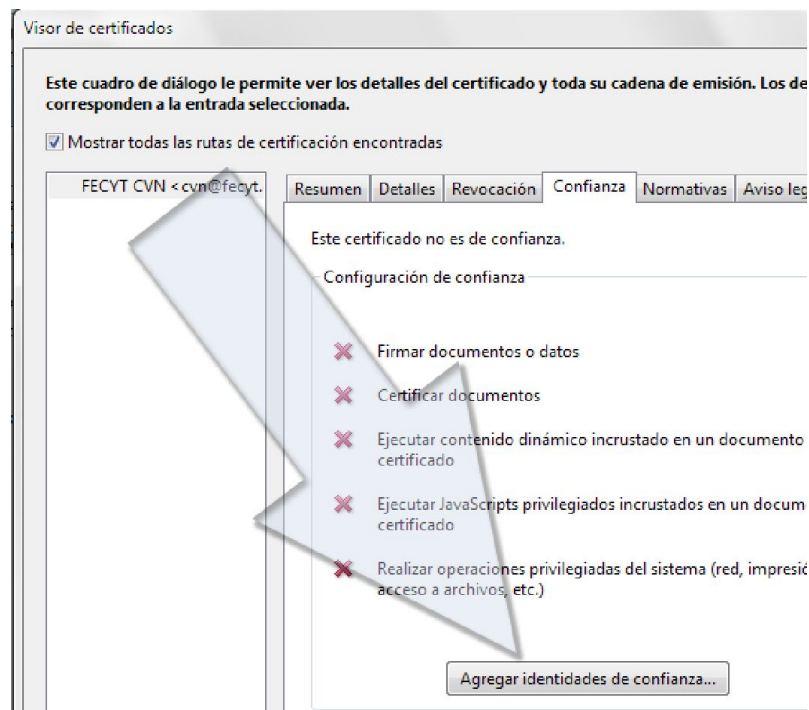 Visor de certificados
Este cuadro de diálogo le permite ver los detalles del certificado y toda su cadena de emisión. Los de
corresponden a la entrada seleccionada.
Mostrar todas las rutas de certificación encontradas
FECYT CVN <cvn@fecyt.
Resumen Detalles Revocación Confianza Normativas Aviso leg
Este certificado no es de confianza.
Configuración de confianza
Firmar documentos o datos
Certificar documentos
Ejecutar contenido dinámico incrustado en un documento
certificado
Ejecutar JavaScripts privilegiados incrustados en un docum
certificado
Realizar operaciones privilegiadas del sistema (red, impresió
acceso a archivos, etc.)
Agregar identidades de confianza...